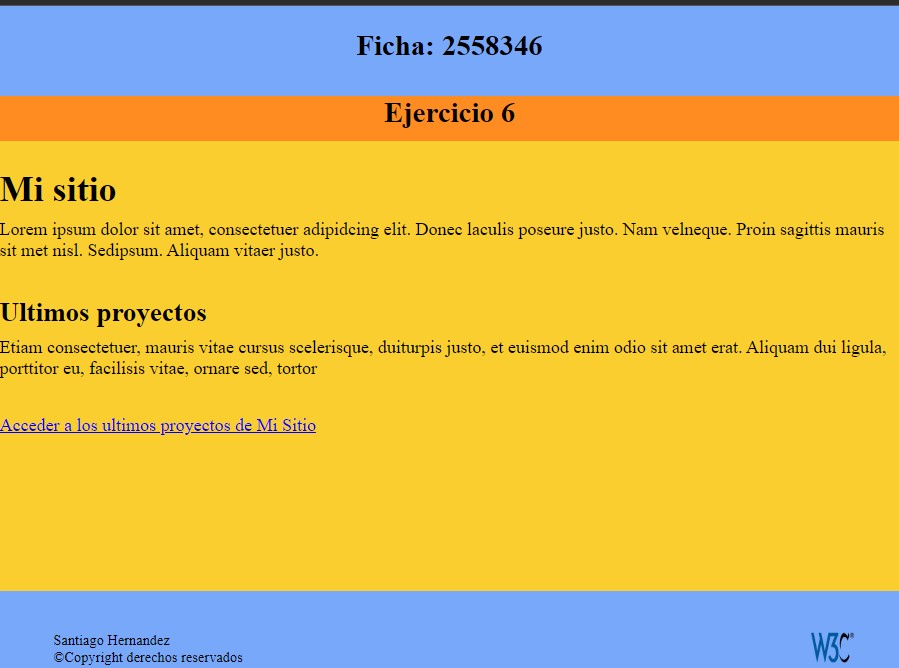 Ficha: 2558346
Ejercicio 6
Mi sitio
Lorem ipsum dolor sit amet, consectetuer adipidcing elit. Donec laculis poseure justo. Nam velneque. Proin sagittis mauris
sit met nisl. Sedipsum. Aliquam vitaer justo.
Ultimos proyectos
Etiam consectetuer, mauris vitae cursus scelerisque, duiturpis justo, et euismod enim odio sit amet erat. Aliquam dui ligula,
porttitor eu, facilisis vitae, ornare sed, tortor
Acceder a los ultimos proyectos de Mi Sitio
Santiago Hernandez
©Copyright derechos reservados
W3C®